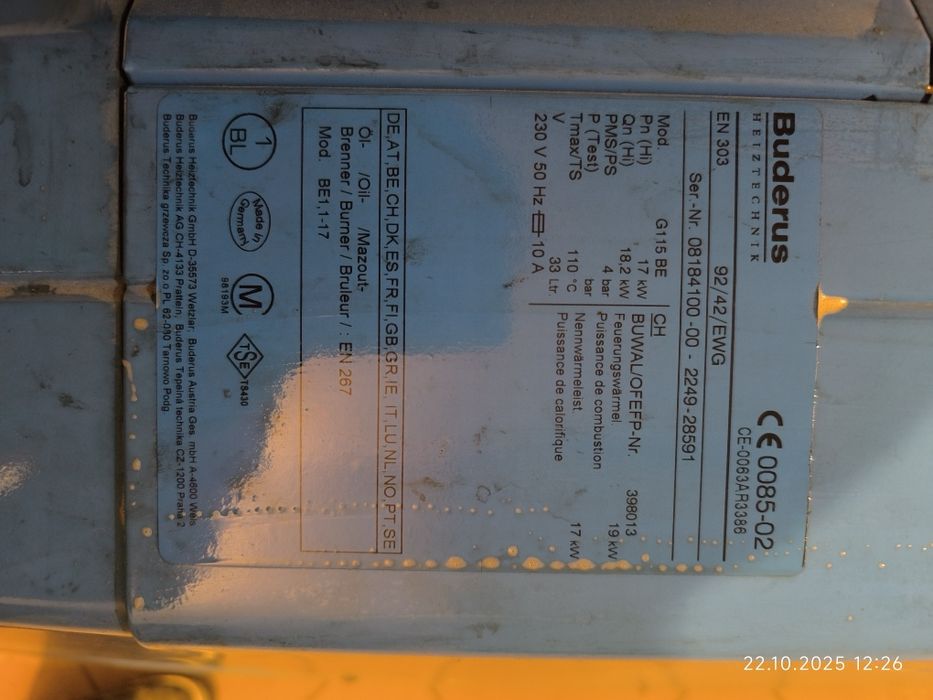 Buderus
HEIZTECHNIK
CE 0085-02
CE-0063AR3386
EN 303 92/42/EWG
Ser.-Nr. 08184100 -00 - 2249-28591
Mod. G115 BE
Pn (Hi) 17 kW
Qn (Hi) 18,2 kW
PMS/PS 4 bar
P (Test) bar
Tmax/TS 110 °C
V 33 Ltr.
230 V 50 Hz 10 A
CH
BUWAL/OFEFP-Nr. 398013
Feuerungswärmel.
Puissance de combustion 19 kW
Nennwärmeleist.
Puissance de calorifique 17 kW
DE,AT,BE,CH,DK,ES,FR,FI,GB,GR,IE, IT,LU,NL,NO,PT,SE
Öl- /Oil- /Mazout-
Brenner / Burner / Bruleur / : EN 267
Mod. BE1,1-17
1
BL
Made in
Germany
M
98193M
TSE
TS430
Buderus Heiztechnik GmbH D-35573 Wetzlar; Buderus Austria Ges. mbH A-4600 Wels
Buderus Heiztechnik AG CH-4133 Pratteln; Buderus Tepelná technika CZ-1200 Praha 2
Buderus Technika grzewcza Sp. zo.o PL 62-080 Tarnowo Podg.
22.10.2025 12:26